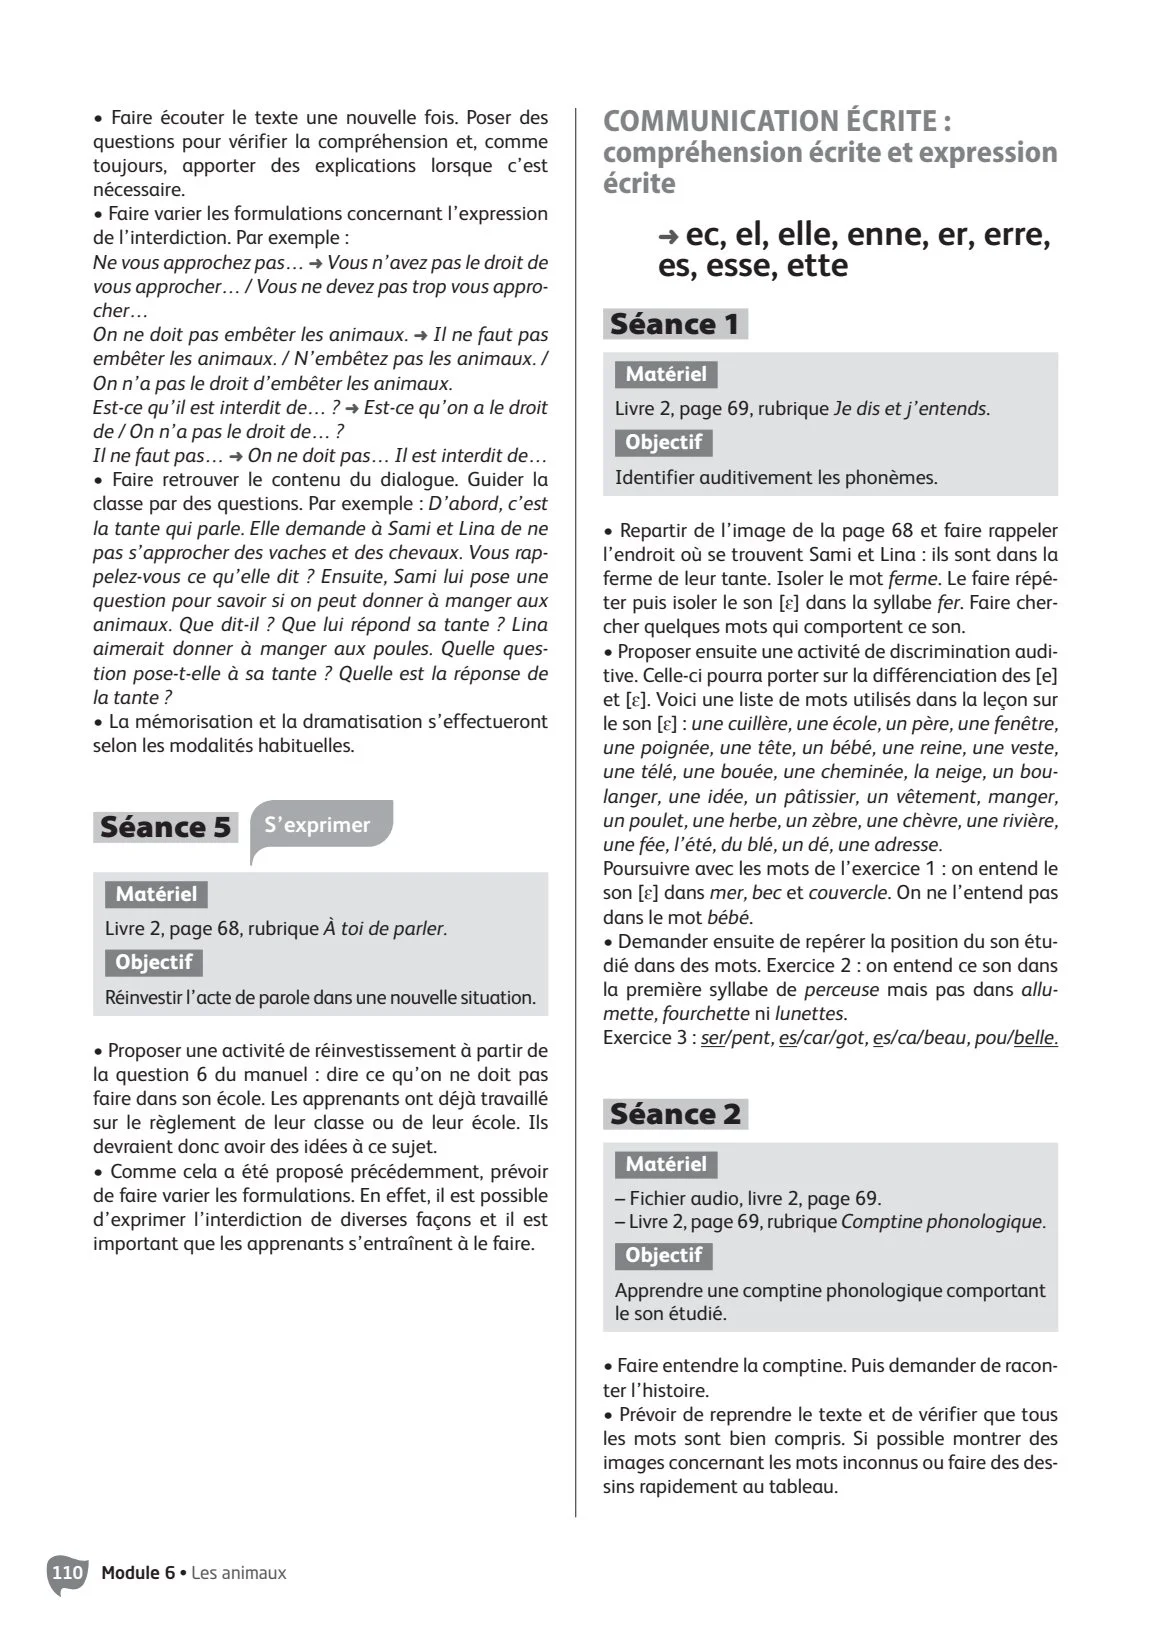 • Faire écouter le texte une nouvelle fois. Poser des
questions pour vérifier la compréhension et, comme
toujours, apporter des explications lorsque c’est
nécessaire.
• Faire varier les formulations concernant l’expression
de l’interdiction. Par exemple :
Ne vous approchez pas… ➜ Vous n’avez pas le droit de
vous approcher… / Vous ne devez pas trop vous appro-
cher…
On ne doit pas embêter les animaux. ➜ Il ne faut pas
embêter les animaux. / N’embêtez pas les animaux. /
On n’a pas le droit d’embêter les animaux.
Est-ce qu’il est interdit de… ? ➜ Est-ce qu’on a le droit
de / On n’a pas le droit de… ?
Il ne faut pas… ➜ On ne doit pas… Il est interdit de…
• Faire retrouver le contenu du dialogue. Guider la
classe par des questions. Par exemple : D’abord, c’est
la tante qui parle. Elle demande à Sami et Lina de ne
pas s’approcher des vaches et des chevaux. Vous rap-
pelez-vous ce qu’elle dit ? Ensuite, Sami lui pose une
question pour savoir si on peut donner à manger aux
animaux. Que dit-il ? Que lui répond sa tante ? Lina
aimerait donner à manger aux poules. Quelle ques-
tion pose-t-elle à sa tante ? Quelle est la réponse de
la tante ?
• La mémorisation et la dramatisation s’effectueront
selon les modalités habituelles.
Séance 5 S’exprimer
Matériel
Livre 2, page 68, rubrique À toi de parler.
Objectif
Réinvestir l’acte de parole dans une nouvelle situation.
• Proposer une activité de réinvestissement à partir de
la question 6 du manuel : dire ce qu’on ne doit pas
faire dans son école. Les apprenants ont déjà travaillé
sur le règlement de leur classe ou de leur école. Ils
devraient donc avoir des idées à ce sujet.
• Comme cela a été proposé précédemment, prévoir
de faire varier les formulations. En effet, il est possible
d’exprimer l’interdiction de diverses façons et il est
important que les apprenants s’entraînent à le faire.
COMMUNICATION ÉCRITE :
compréhension écrite et expression
écrite
➜ ec, el, elle, enne, er, erre,
es, esse, ette
Séance 1
Matériel
Livre 2, page 69, rubrique Je dis et j’entends.
Objectif
Identifier auditivement les phonèmes.
• Repartir de l’image de la page 68 et faire rappeler
l’endroit où se trouvent Sami et Lina : ils sont dans la
ferme de leur tante. Isoler le mot ferme. Le faire répé-
ter puis isoler le son [ɛ] dans la syllabe fer. Faire cher-
cher quelques mots qui comportent ce son.
• Proposer ensuite une activité de discrimination audi-
tive. Celle-ci pourra porter sur la différenciation des [e]
et [ɛ]. Voici une liste de mots utilisés dans la leçon sur
le son [ɛ] : une cuillère, une école, un père, une fenêtre,
une poignée, une tête, un bébé, une reine, une veste,
une télé, une bouée, une cheminée, la neige, un bou-
langer, une idée, un pâtissier, un vêtement, manger,
un poulet, une herbe, un zèbre, une chèvre, une rivière,
une fée, l’été, du blé, un dé, une adresse.
Poursuivre avec les mots de l’exercice 1 : on entend le
son [ɛ] dans mer, bec et couvercle. On ne l’entend pas
dans le mot bébé.
• Demander ensuite de repérer la position du son étu-
dié dans des mots. Exercice 2 : on entend ce son dans
la première syllabe de perceuse mais pas dans allu-
mette, fourchette ni lunettes.
Exercice 3 : ser/pent, es/car/got, es/ca/beau, pou/belle.
Séance 2
Matériel
– Fichier audio, livre 2, page 69.
– Livre 2, page 69, rubrique Comptine phonologique.
Objectif
Apprendre une comptine phonologique comportant
le son étudié.
• Faire entendre la comptine. Puis demander de racon-
ter l’histoire.
• Prévoir de reprendre le texte et de vérifier que tous
les mots sont bien compris. Si possible montrer des
images concernant les mots inconnus ou faire des des-
sins rapidement au tableau.
110 Module 6 • Les animaux